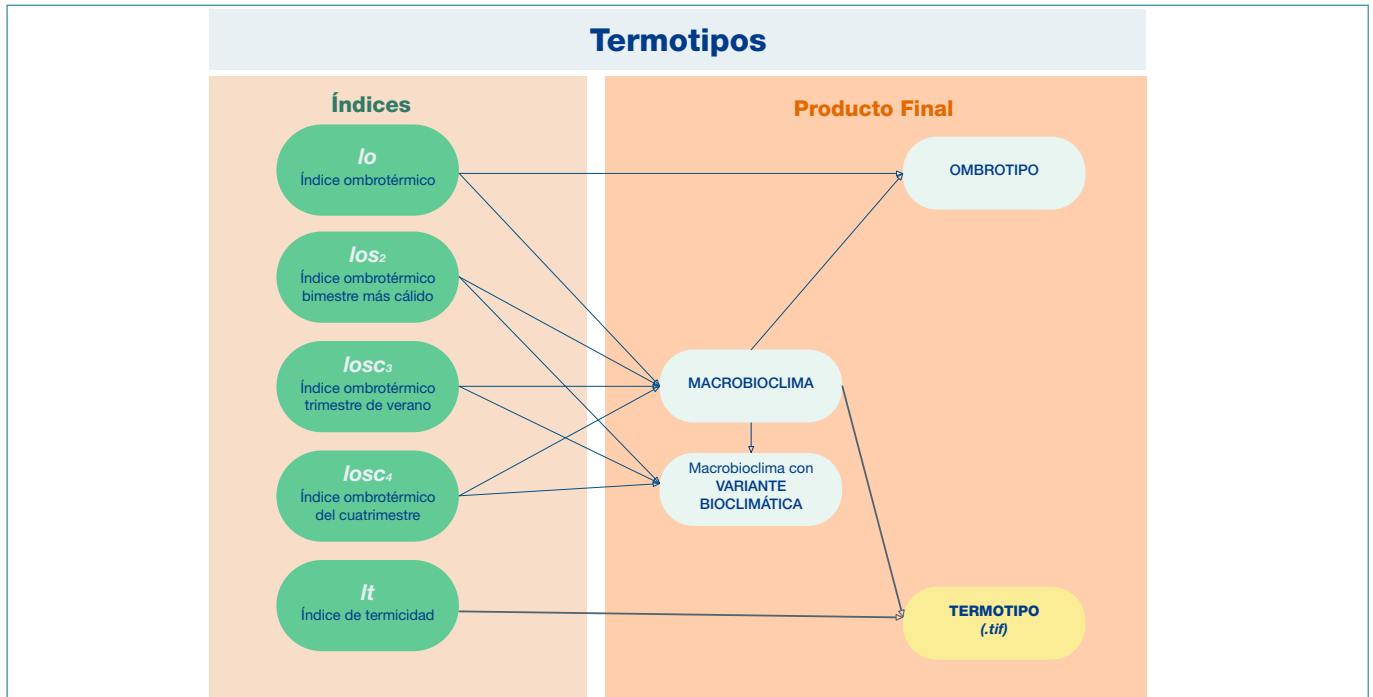 Termotipos
Índices
Io
Índice ombrotérmico
Ios₂
Índice ombrotérmico
bimestre más cálido
Iosc₃
Índice ombrotérmico
trimestre de verano
Iosc₄
Índice ombrotérmico
del cuatrimestre
It
Índice de termicidad
Producto Final
OMBROTIPO
MACROBIOCLIMA
Macrobioclima con
VARIANTE
BIOCLIMÁTICA
TERMOTIPO
(.tif)